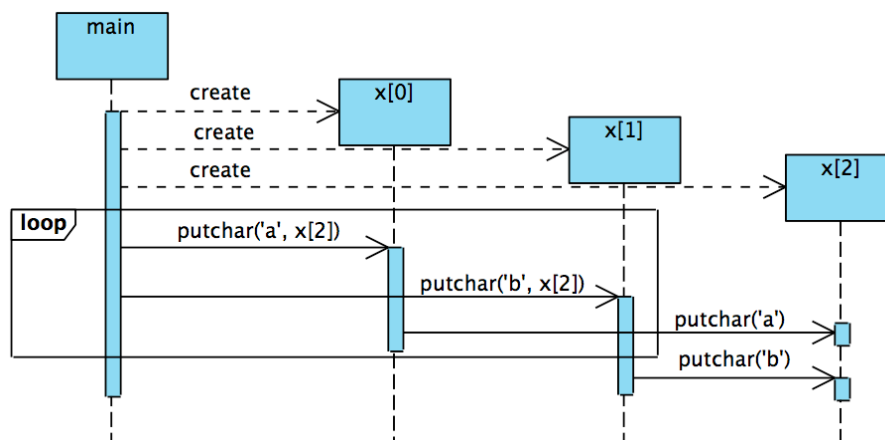 main
create
x[0]
create
x[1]
create
x[2]
loop
putchar('a', x[2])
putchar('b', x[2])
putchar('a')
putchar('b')